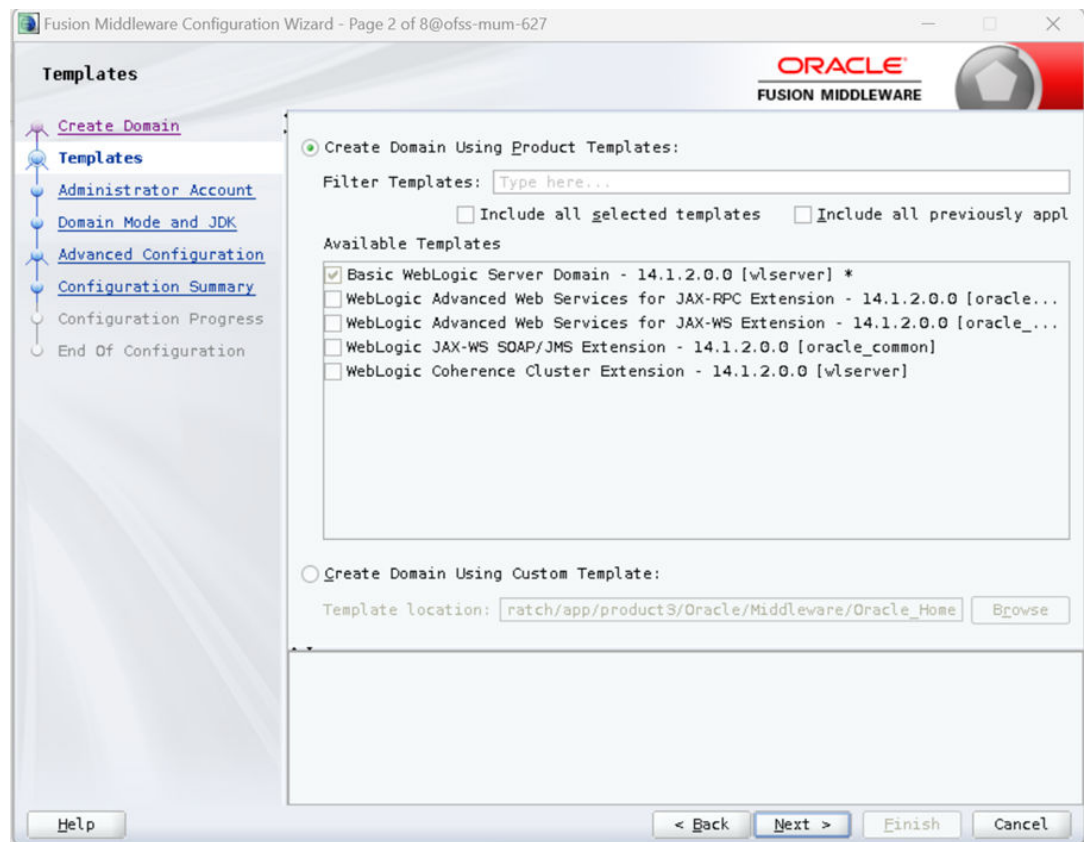 Fusion Middleware Configuration Wizard - Page 2 of 8@ofss-mum-627
Templates
ORACLE
FUSION MIDDLEWARE
Create Domain
Templates
Administrator Account
Domain Mode and JDK
Advanced Configuration
Configuration Summary
Configuration Progress
End Of Configuration
Create Domain Using Product Templates:
Filter Templates: Type here...
Include all selected templates Include all previously appl
Available Templates
Basic WebLogic Server Domain - 14.1.2.0.0 [wlserver] *
WebLogic Advanced Web Services for JAX-RPC Extension - 14.1.2.0.0 [oracle...
WebLogic Advanced Web Services for JAX-WS Extension - 14.1.2.0.0 [oracle_...
WebLogic JAX-WS SOAP/JMS Extension - 14.1.2.0.0 [oracle_common]
WebLogic Coherence Cluster Extension - 14.1.2.0.0 [wlserver]
Create Domain Using Custom Template:
Template location: ratch/app/product3/Oracle/Middleware/Oracle_Home Browse
Help < Back Next > Finish Cancel